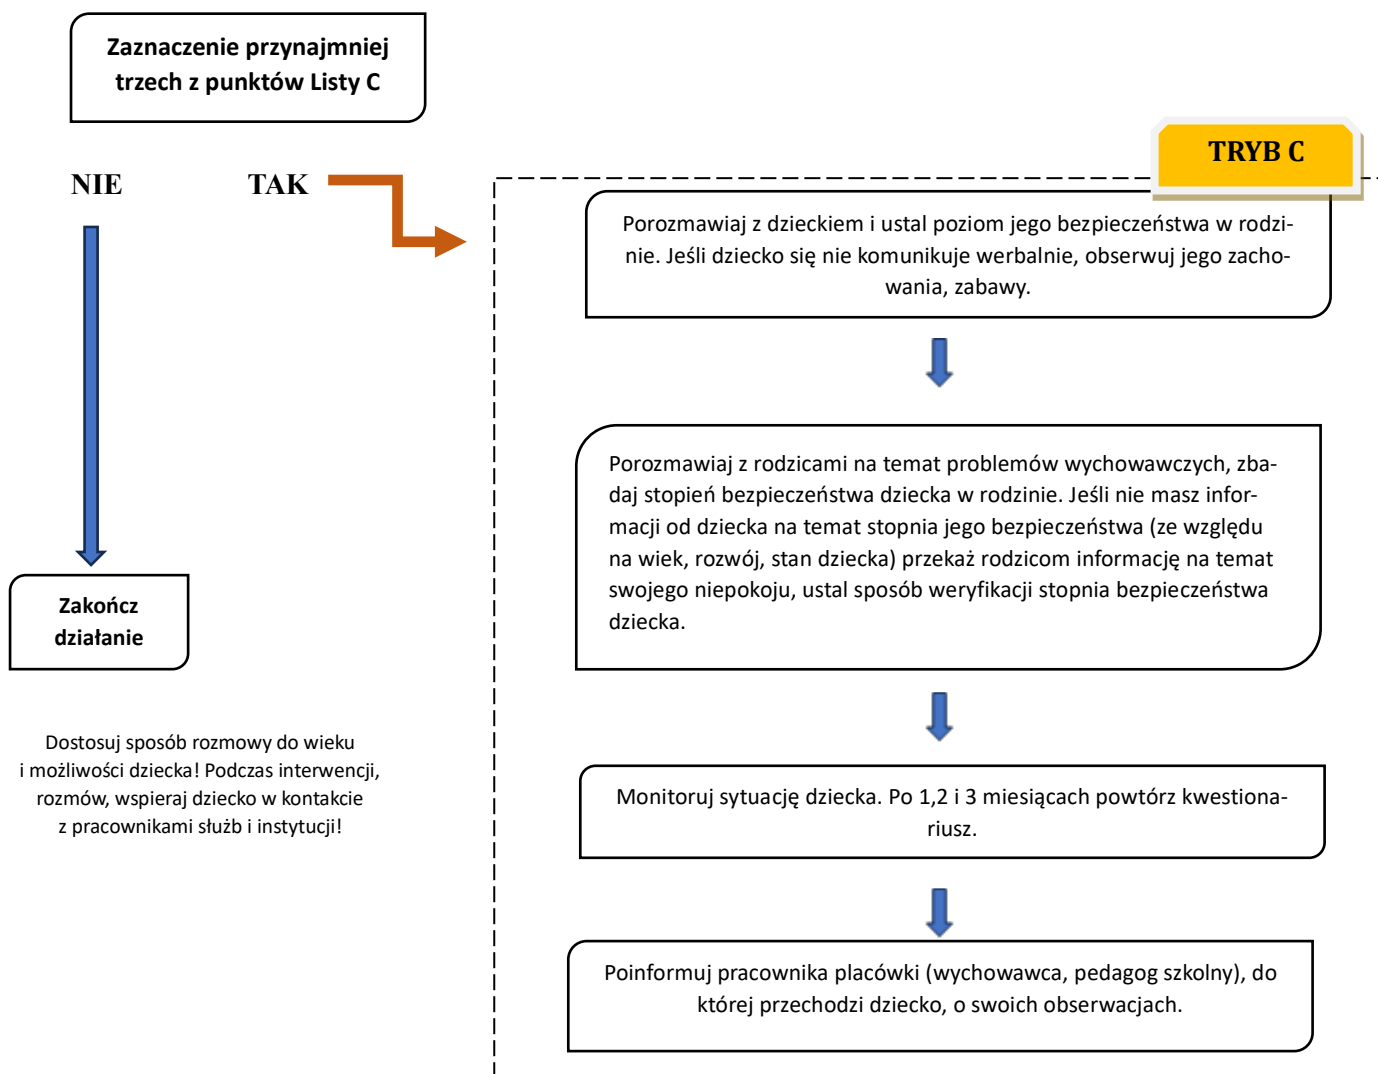 Zaznaczenie przynajmniej
trzech z punktów Listy C
TRYB C
NIE
TAK
Porozmawiaj z dzieckiem i ustal poziom jego bezpieczeństwa w rodzi-
nie. Jeśli dziecko się nie komunikuje werbalnie, obserwuj jego zacho-
wania, zabawy.
Porozmawiaj z rodzicami na temat problemów wychowawczych, zba-
daj stopień bezpieczeństwa dziecka w rodzinie. Jeśli nie masz infor-
macji od dziecka na temat stopnia jego bezpieczeństwa (ze względu
na wiek, rozwój, stan dziecka) przekaż rodzicom informację na temat
swojego niepokoju, ustal sposób weryfikacji stopnia bezpieczeństwa
dziecka.
Zakończ
działanie
Dostosuj sposób rozmowy do wieku
i możliwości dziecka! Podczas interwencji,
rozmów, wspieraj dziecko w kontakcie
z pracownikami służb i instytucji!
Monitoruj sytuację dziecka. Po 1,2 i 3 miesiącach powtórz kwestiona-
riusz.
Poinformuj pracownika placówki (wychowawca, pedagog szkolny), do
której przechodzi dziecko, o swoich obserwacjach.